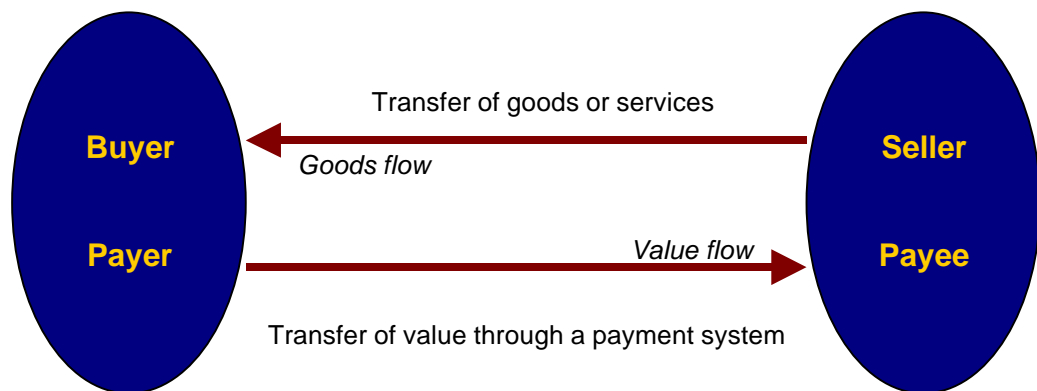 Transfer of goods or services
Buyer
Seller
Goods flow
Value flow
Payer
Payee
Transfer of value through a payment system